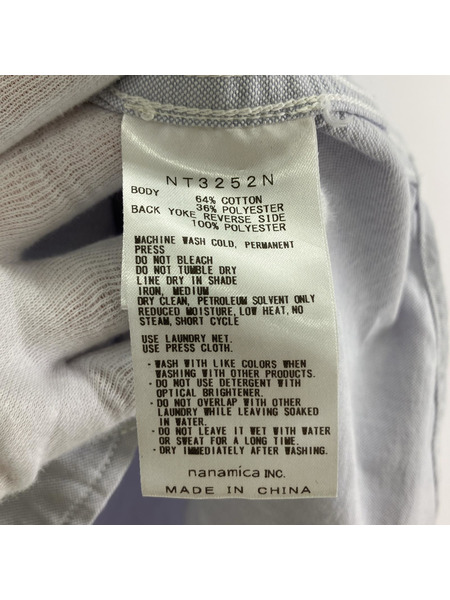 NT3252N
BODY
64% COTTON
36% POLYESTER
BACK YOKE REVERSE SIDE
100% POLYESTER
MACHINE WASH COLD, PERMANENT
PRESS
DO NOT BLEACH
DO NOT TUMBLE DRY
LINE DRY IN SHADE
IRON, MEDIUM
DRY CLEAN, PETROLEUM SOLVENT ONLY
REDUCED MOISTURE, LOW HEAT, NO
STEAM, SHORT CYCLE
USE LAUNDRY NET.
USE PRESS CLOTH.
・WASH WITH LIKE COLORS WHEN
WASHING WITH OTHER PRODUCTS.
・DO NOT USE DETERGENT WITH
OPTICAL BRIGHTENER.
・DO NOT OVERLAP WITH OTHER
LAUNDRY WHILE LEAVING SOAKED
IN WATER.
・DO NOT LEAVE IT WET WITH WATER
OR SWEAT FOR A LONG TIME.
・DRY IMMEDIATELY AFTER WASHING.
nanamica INC.
MADE IN CHINA